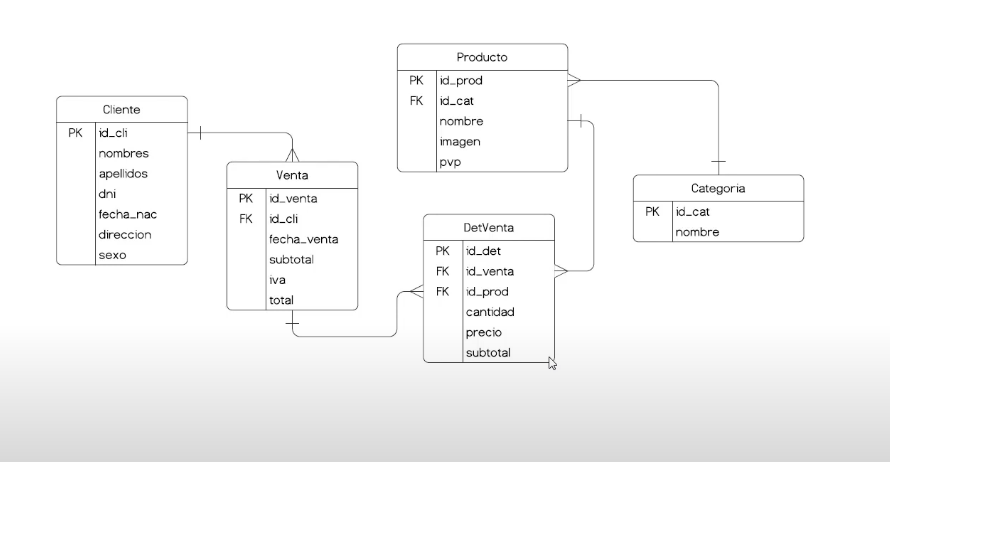 Cliente
PK id_cli
nombres
apellidos
dni
fecha_nac
direccion
sexo
Venta
PK id_venta
FK id_cli
fecha_venta
subtotal
iva
total
Producto
PK id_prod
FK id_cat
nombre
imagen
pvp
DetVenta
PK id_det
FK id_venta
FK id_prod
cantidad
precio
subtotal
Categoria
PK id_cat
nombre